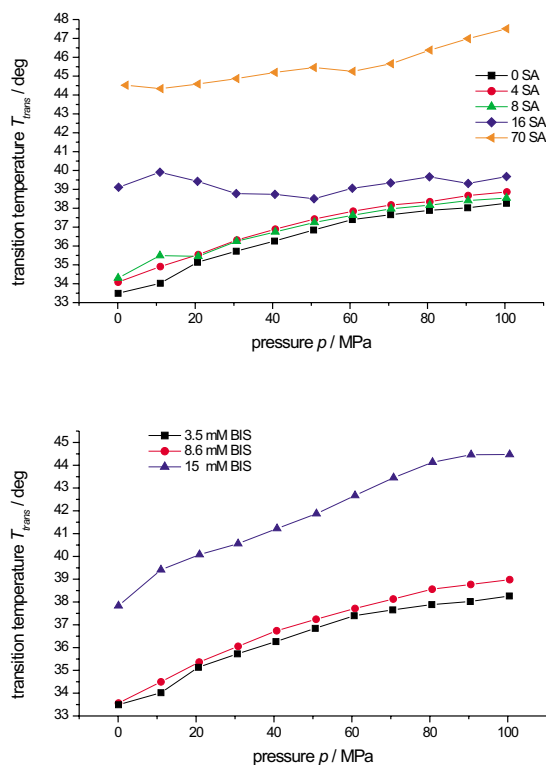 48
47
46
45
44
43
42
41
40
39
38
37
36
35
34
33
transition temperature T_trans / deg
0 SA
4 SA
8 SA
16 SA
70 SA
0 20 40 60 80 100
pressure p / MPa
45
44
43
42
41
40
39
38
37
36
35
34
33
transition temperature T_trans / deg
3.5 mM BIS
8.6 mM BIS
15 mM BIS
0 20 40 60 80 100
pressure p / MPa